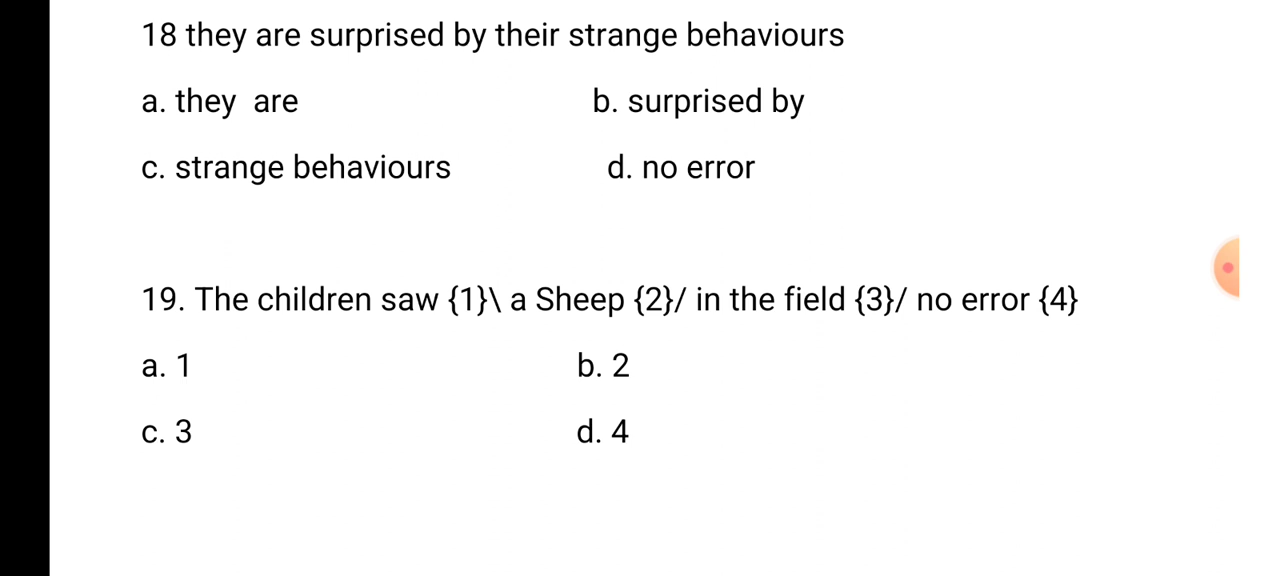 18 they are surprised by their strange behaviours
a. they are b. surprised by
c. strange behaviours d. no error
19. The children saw {1}\ a Sheep {2}/ in the field {3}/ no error {4}
a. 1 b. 2
c. 3 d. 4